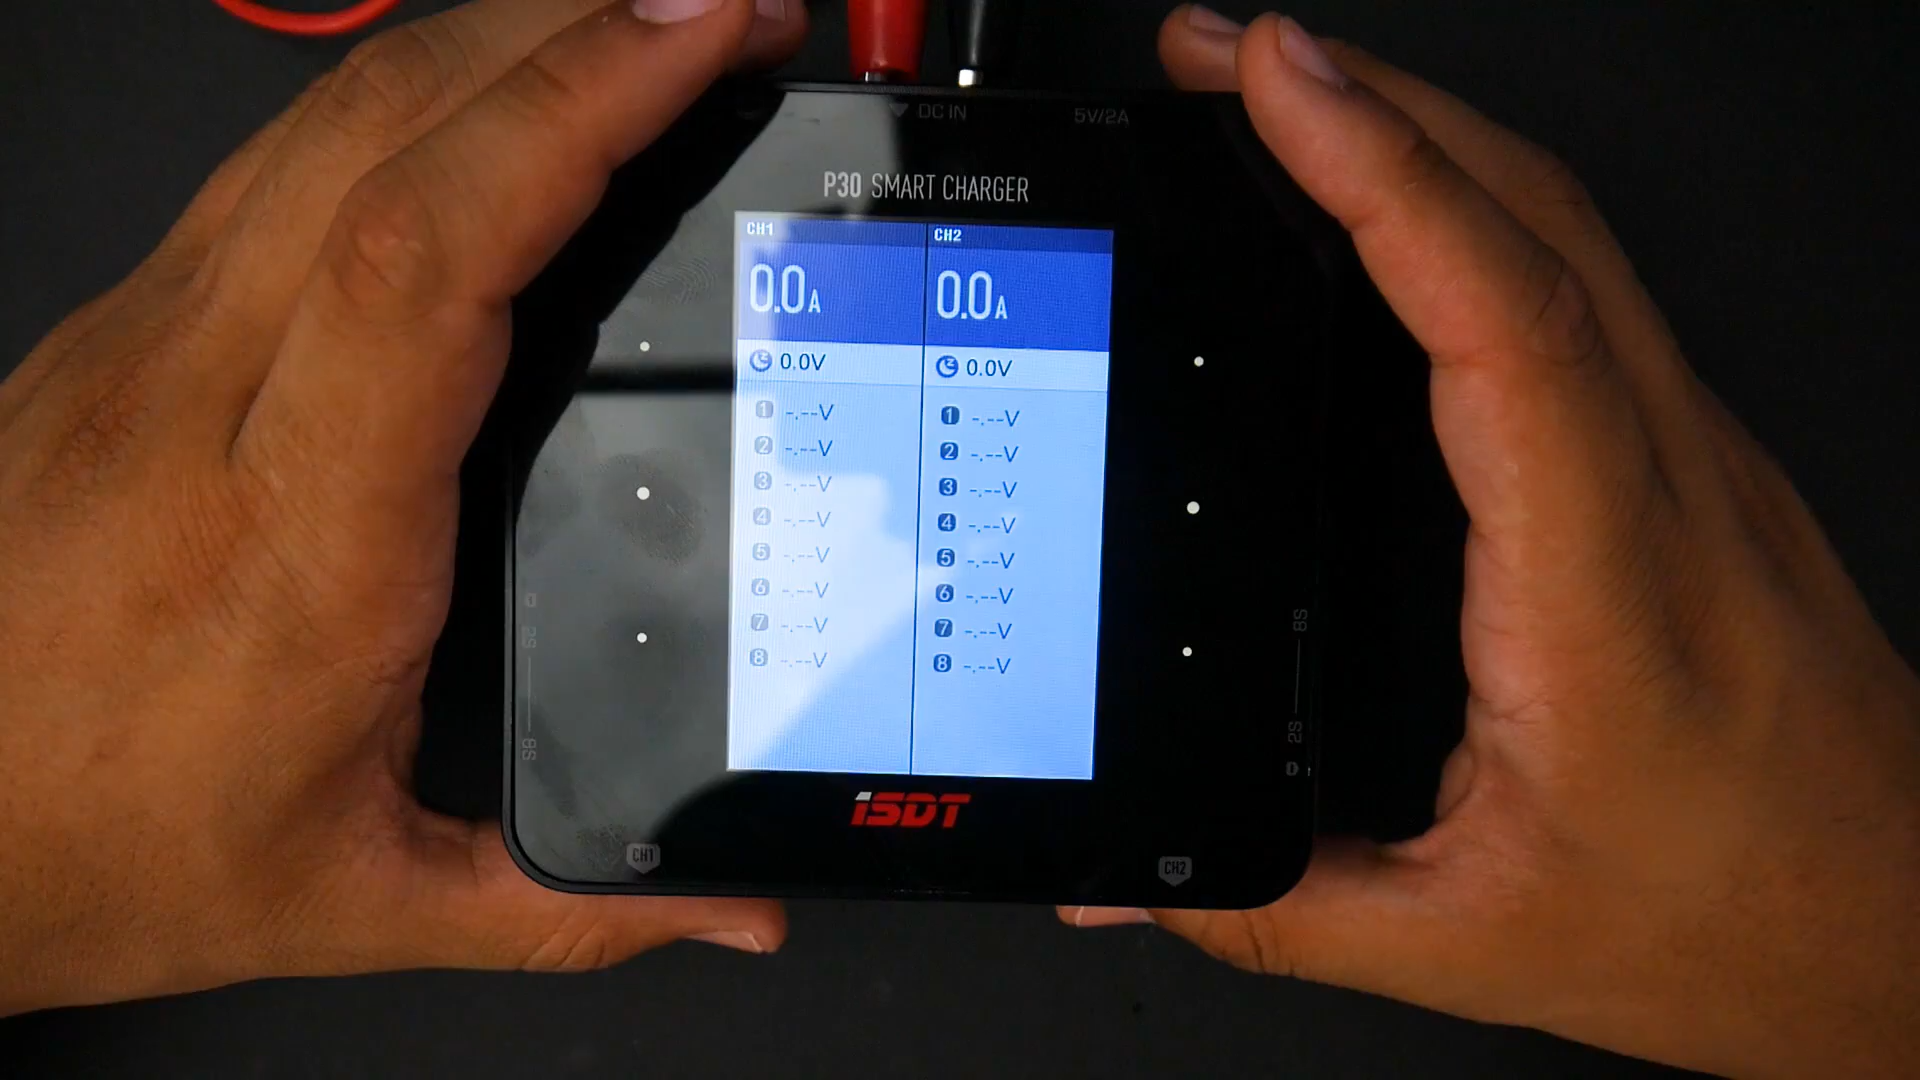 DC IN 5V/2A
P30 SMART CHARGER
CH1 CH2
0.0A 0.0A
0.0V 0.0V
1 -.--V 1 -.--V
2 -.--V 2 -.--V
3 -.--V 3 -.--V
4 -.--V 4 -.--V
5 -.--V 5 -.--V
6 -.--V 6 -.--V
7 -.--V 7 -.--V
8 -.--V 8 -.--V
iSDT
CH1 CH2
2S 8S
8S 2S